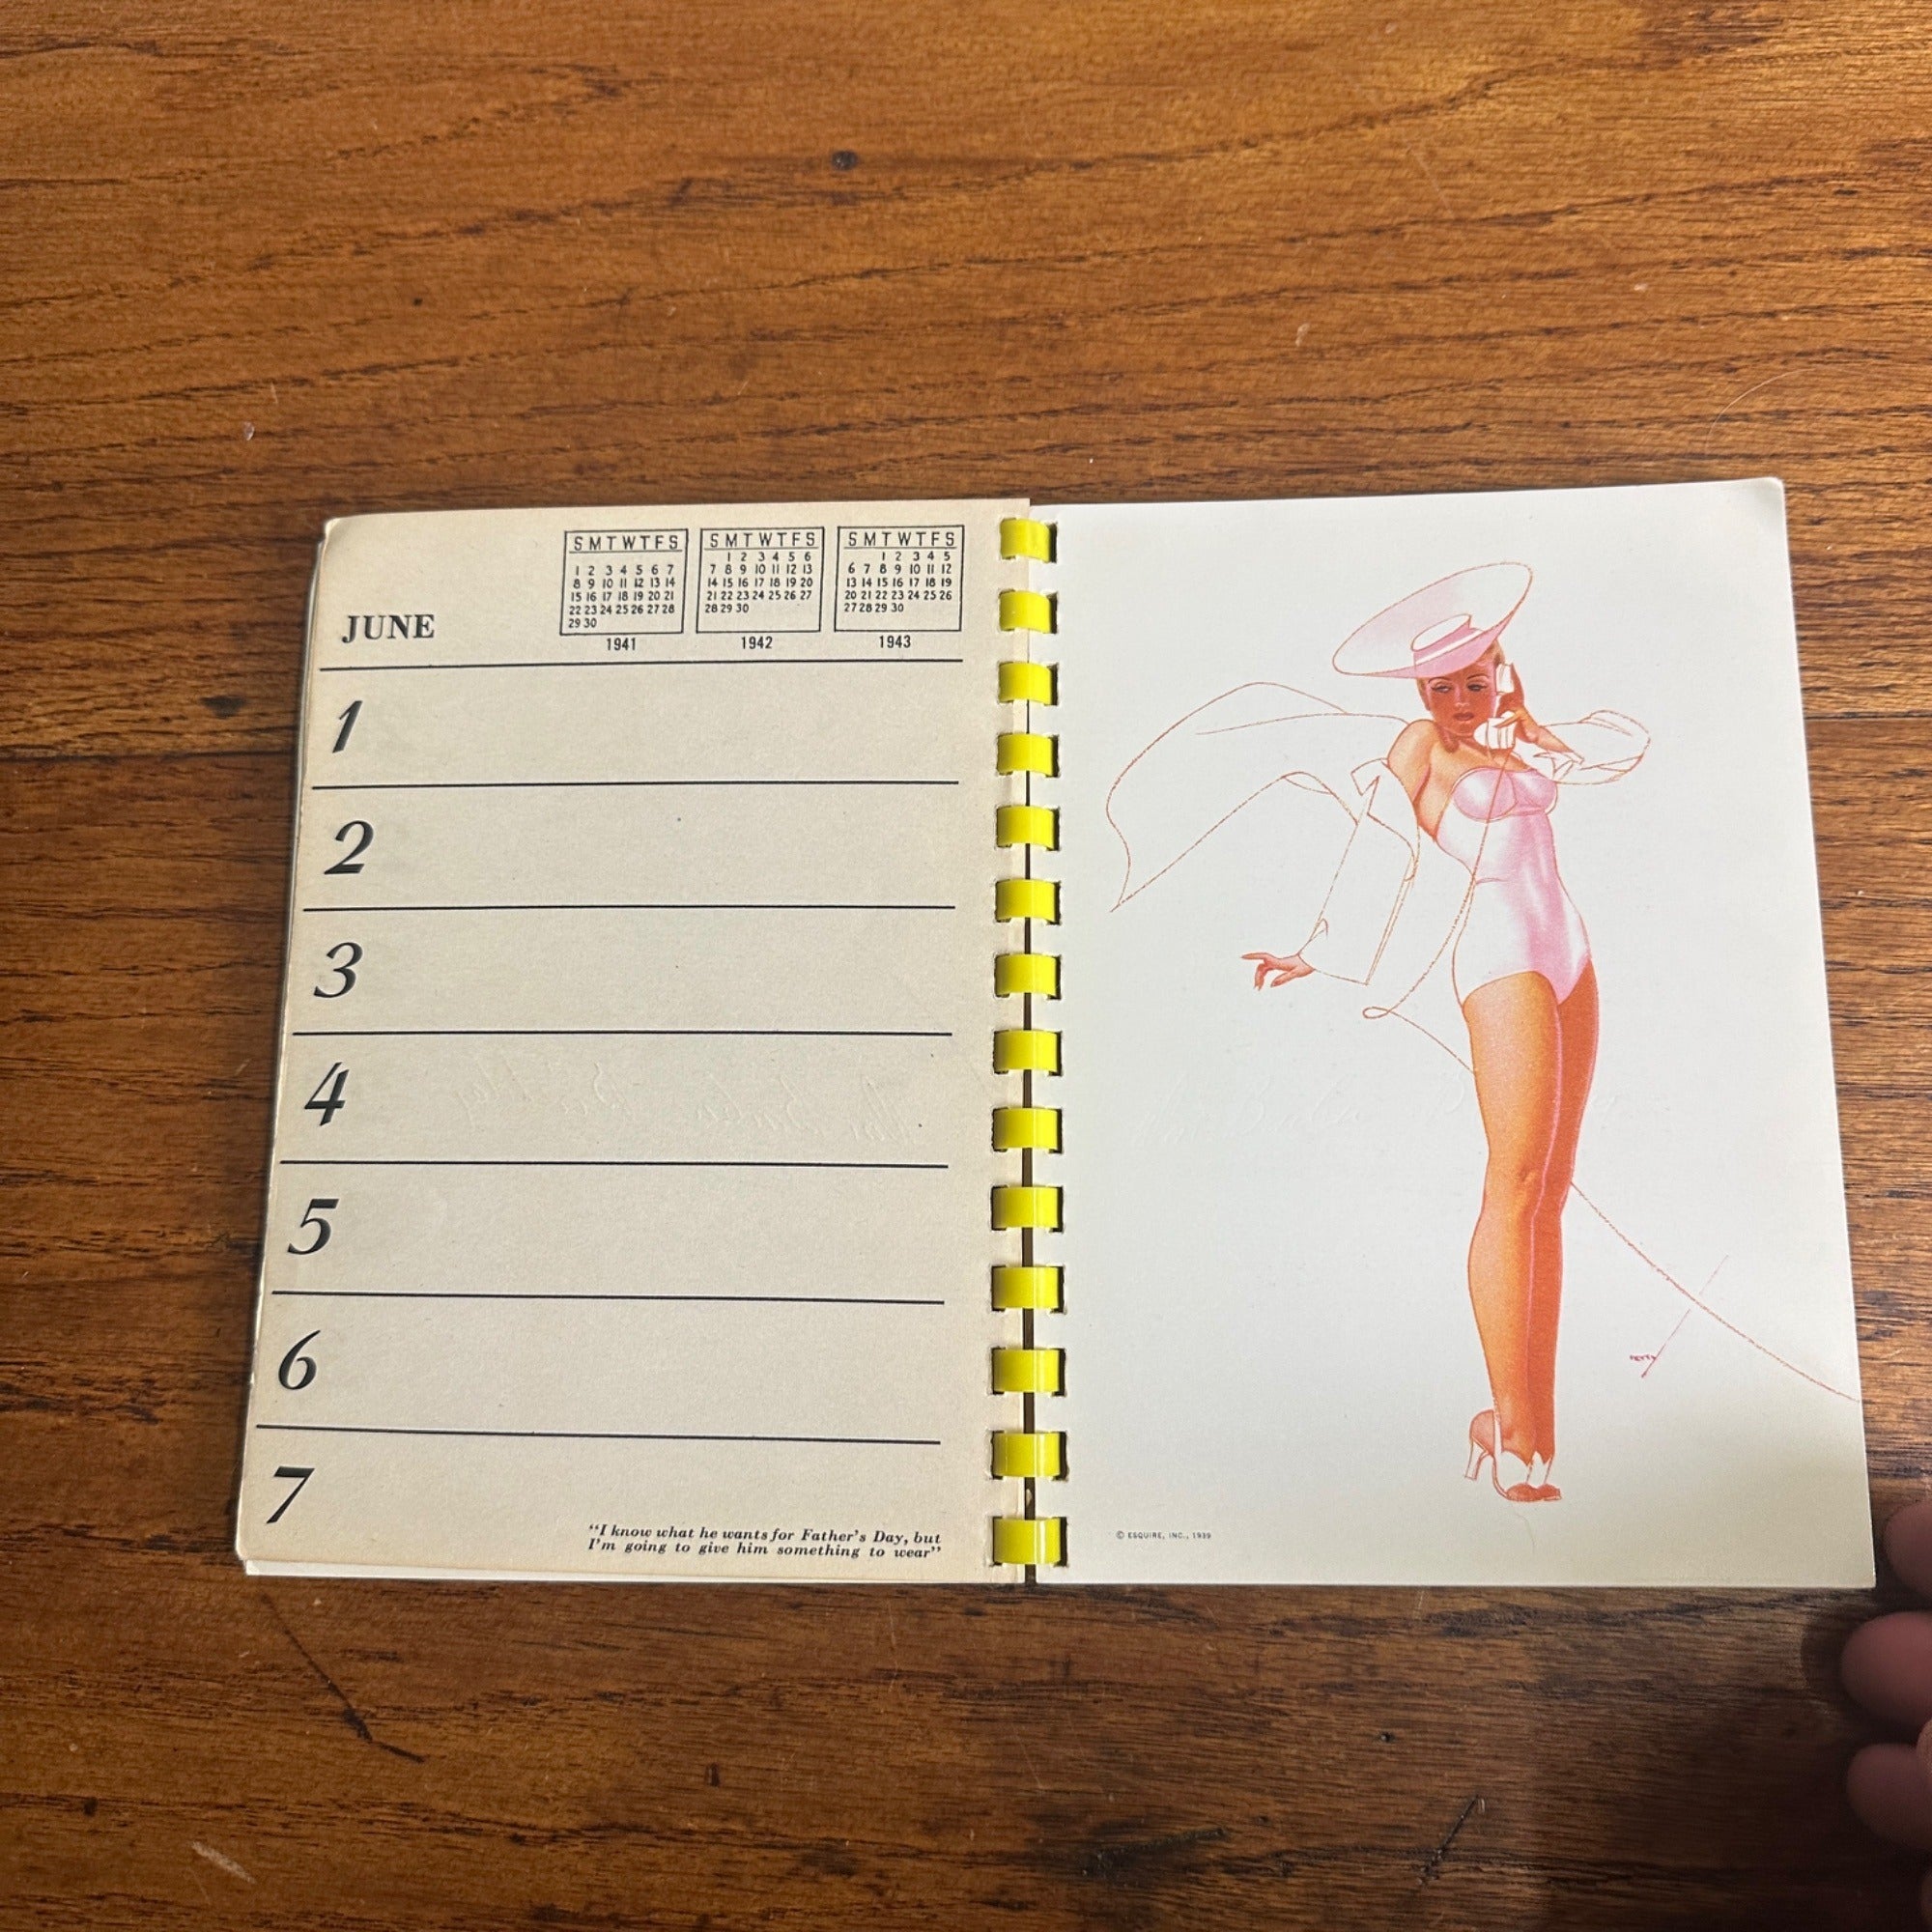 JUNE
S M T W T F S
1 2 3 4 5 6 7
8 9 10 11 12 13 14
15 16 17 18 19 20 21
22 23 24 25 26 27 28
29 30
1941
S M T W T F S
1 2 3 4 5 6
7 8 9 10 11 12 13
14 15 16 17 18 19 20
21 22 23 24 25 26 27
28 29 30
1942
S M T W T F S
1 2 3 4 5
6 7 8 9 10 11 12
13 14 15 16 17 18 19
20 21 22 23 24 25 26
27 28 29 30
1943
1
2
3
4
5
6
7
"I know what he wants for Father's Day, but
I'm going to give him something to wear"
PETTY
© ESQUIRE, INC., 1939